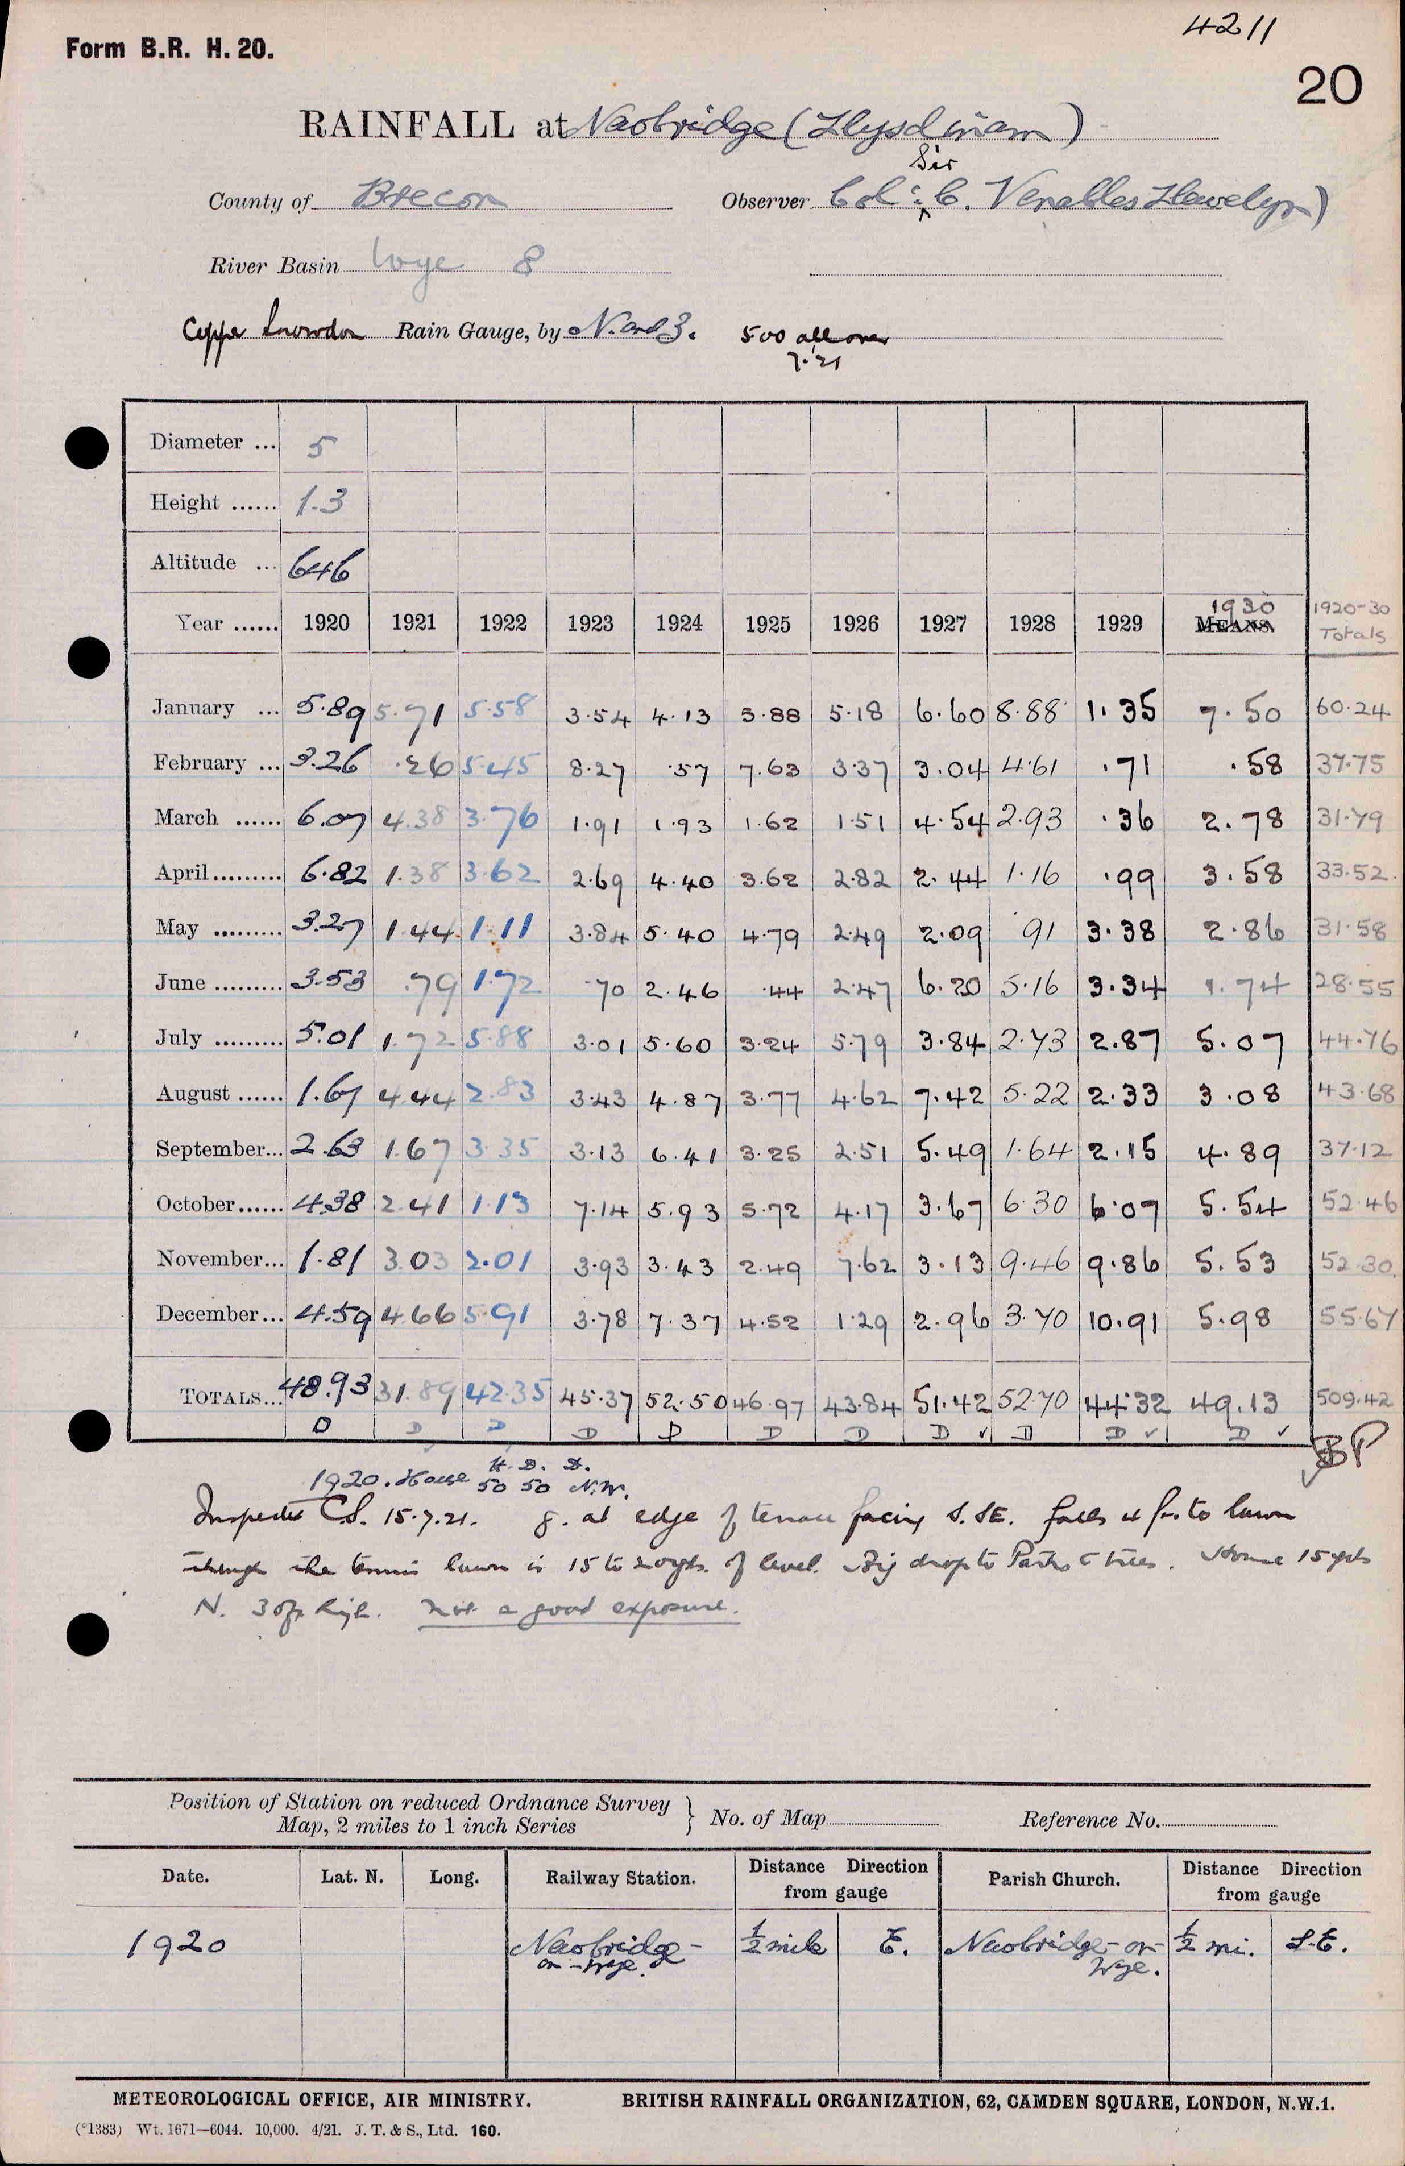 4211
Form B.R. H. 20.
20
RAINFALL at Newbridge (Llysdinam)
Sir
County of Brecon Observer Col: C. Venables Llewelyn)
River Basin Wye 8
Copper Snowdon Rain Gauge, by N. and Z. 500 all over
7.'21
Diameter ... 5
Height ...... 1.3
Altitude ... 646
Year ...... 1920 1921 1922 1923 1924 1925 1926 1927 1928 1929 MEANS. 1930 1920-30 Totals
January ... 5.89 5.71 5.58 3.54 4.13 5.88 5.18 6.60 8.88 1.35 7.50 60.24
February ... 3.26 .26 5.45 8.27 .57 7.63 3.37 3.04 4.61 .71 .58 37.75
March ...... 6.07 4.38 3.76 1.91 1.93 1.62 1.51 4.54 2.93 .36 2.78 31.79
April ......... 6.82 1.38 3.62 2.69 4.40 3.62 2.82 2.44 1.16 .99 3.58 33.52
May ......... 3.27 1.44 1.11 3.84 5.40 4.79 2.49 2.09 .91 3.38 2.86 31.58
June ......... 3.53 .79 1.72 .70 2.46 .44 2.47 6.20 5.16 3.34 1.74 28.55
July ......... 5.01 1.72 5.88 3.01 5.60 3.24 5.79 3.84 2.73 2.87 5.07 44.76
August ...... 1.67 4.44 2.83 3.43 4.87 3.77 4.62 7.42 5.22 2.33 3.08 43.68
September... 2.63 1.67 3.35 3.13 6.41 3.25 2.51 5.49 1.64 2.15 4.89 37.12
October...... 4.38 2.41 1.13 7.14 5.93 5.72 4.17 3.67 6.30 6.07 5.54 52.46
November... 1.81 3.03 2.01 3.93 3.43 2.49 7.62 3.13 9.46 9.86 5.53 52.30
December... 4.59 4.66 5.91 3.78 7.37 4.52 1.29 2.96 3.70 10.91 5.98 55.67
TOTALS... 48.93 31.89 42.35 45.37 52.50 46.97 43.84 51.42 52.70 44.32 49.13 509.42
D D D D D D D D ✓ D D ✓ D ✓
BP
H. D. D.
1920. House 50 50 N.W.
Inspected C.S. 15.7.21. g. at edge of terrace facing S.SE. falls 4 ft. to lawn
though the tennis lawn is 15 to 20 yds. of level. Big drop to Park & trees. House 15 yds
N. 30ft high. Not a good exposure.
Position of Station on reduced Ordnance Survey
Map, 2 miles to 1 inch Series } No. of Map Reference No.
Date. Lat. N. Long. Railway Station. Distance Direction from gauge Parish Church. Distance Direction from gauge
1920 Newbridge-on-Wye. ½ mile E. Newbridge-on-Wye. ½ mi. S.E.
METEOROLOGICAL OFFICE, AIR MINISTRY. BRITISH RAINFALL ORGANIZATION, 62, CAMDEN SQUARE, LONDON, N.W.1.
(*1383) Wt. 1671—6044. 10,000. 4/21. J. T. & S., Ltd. 160.